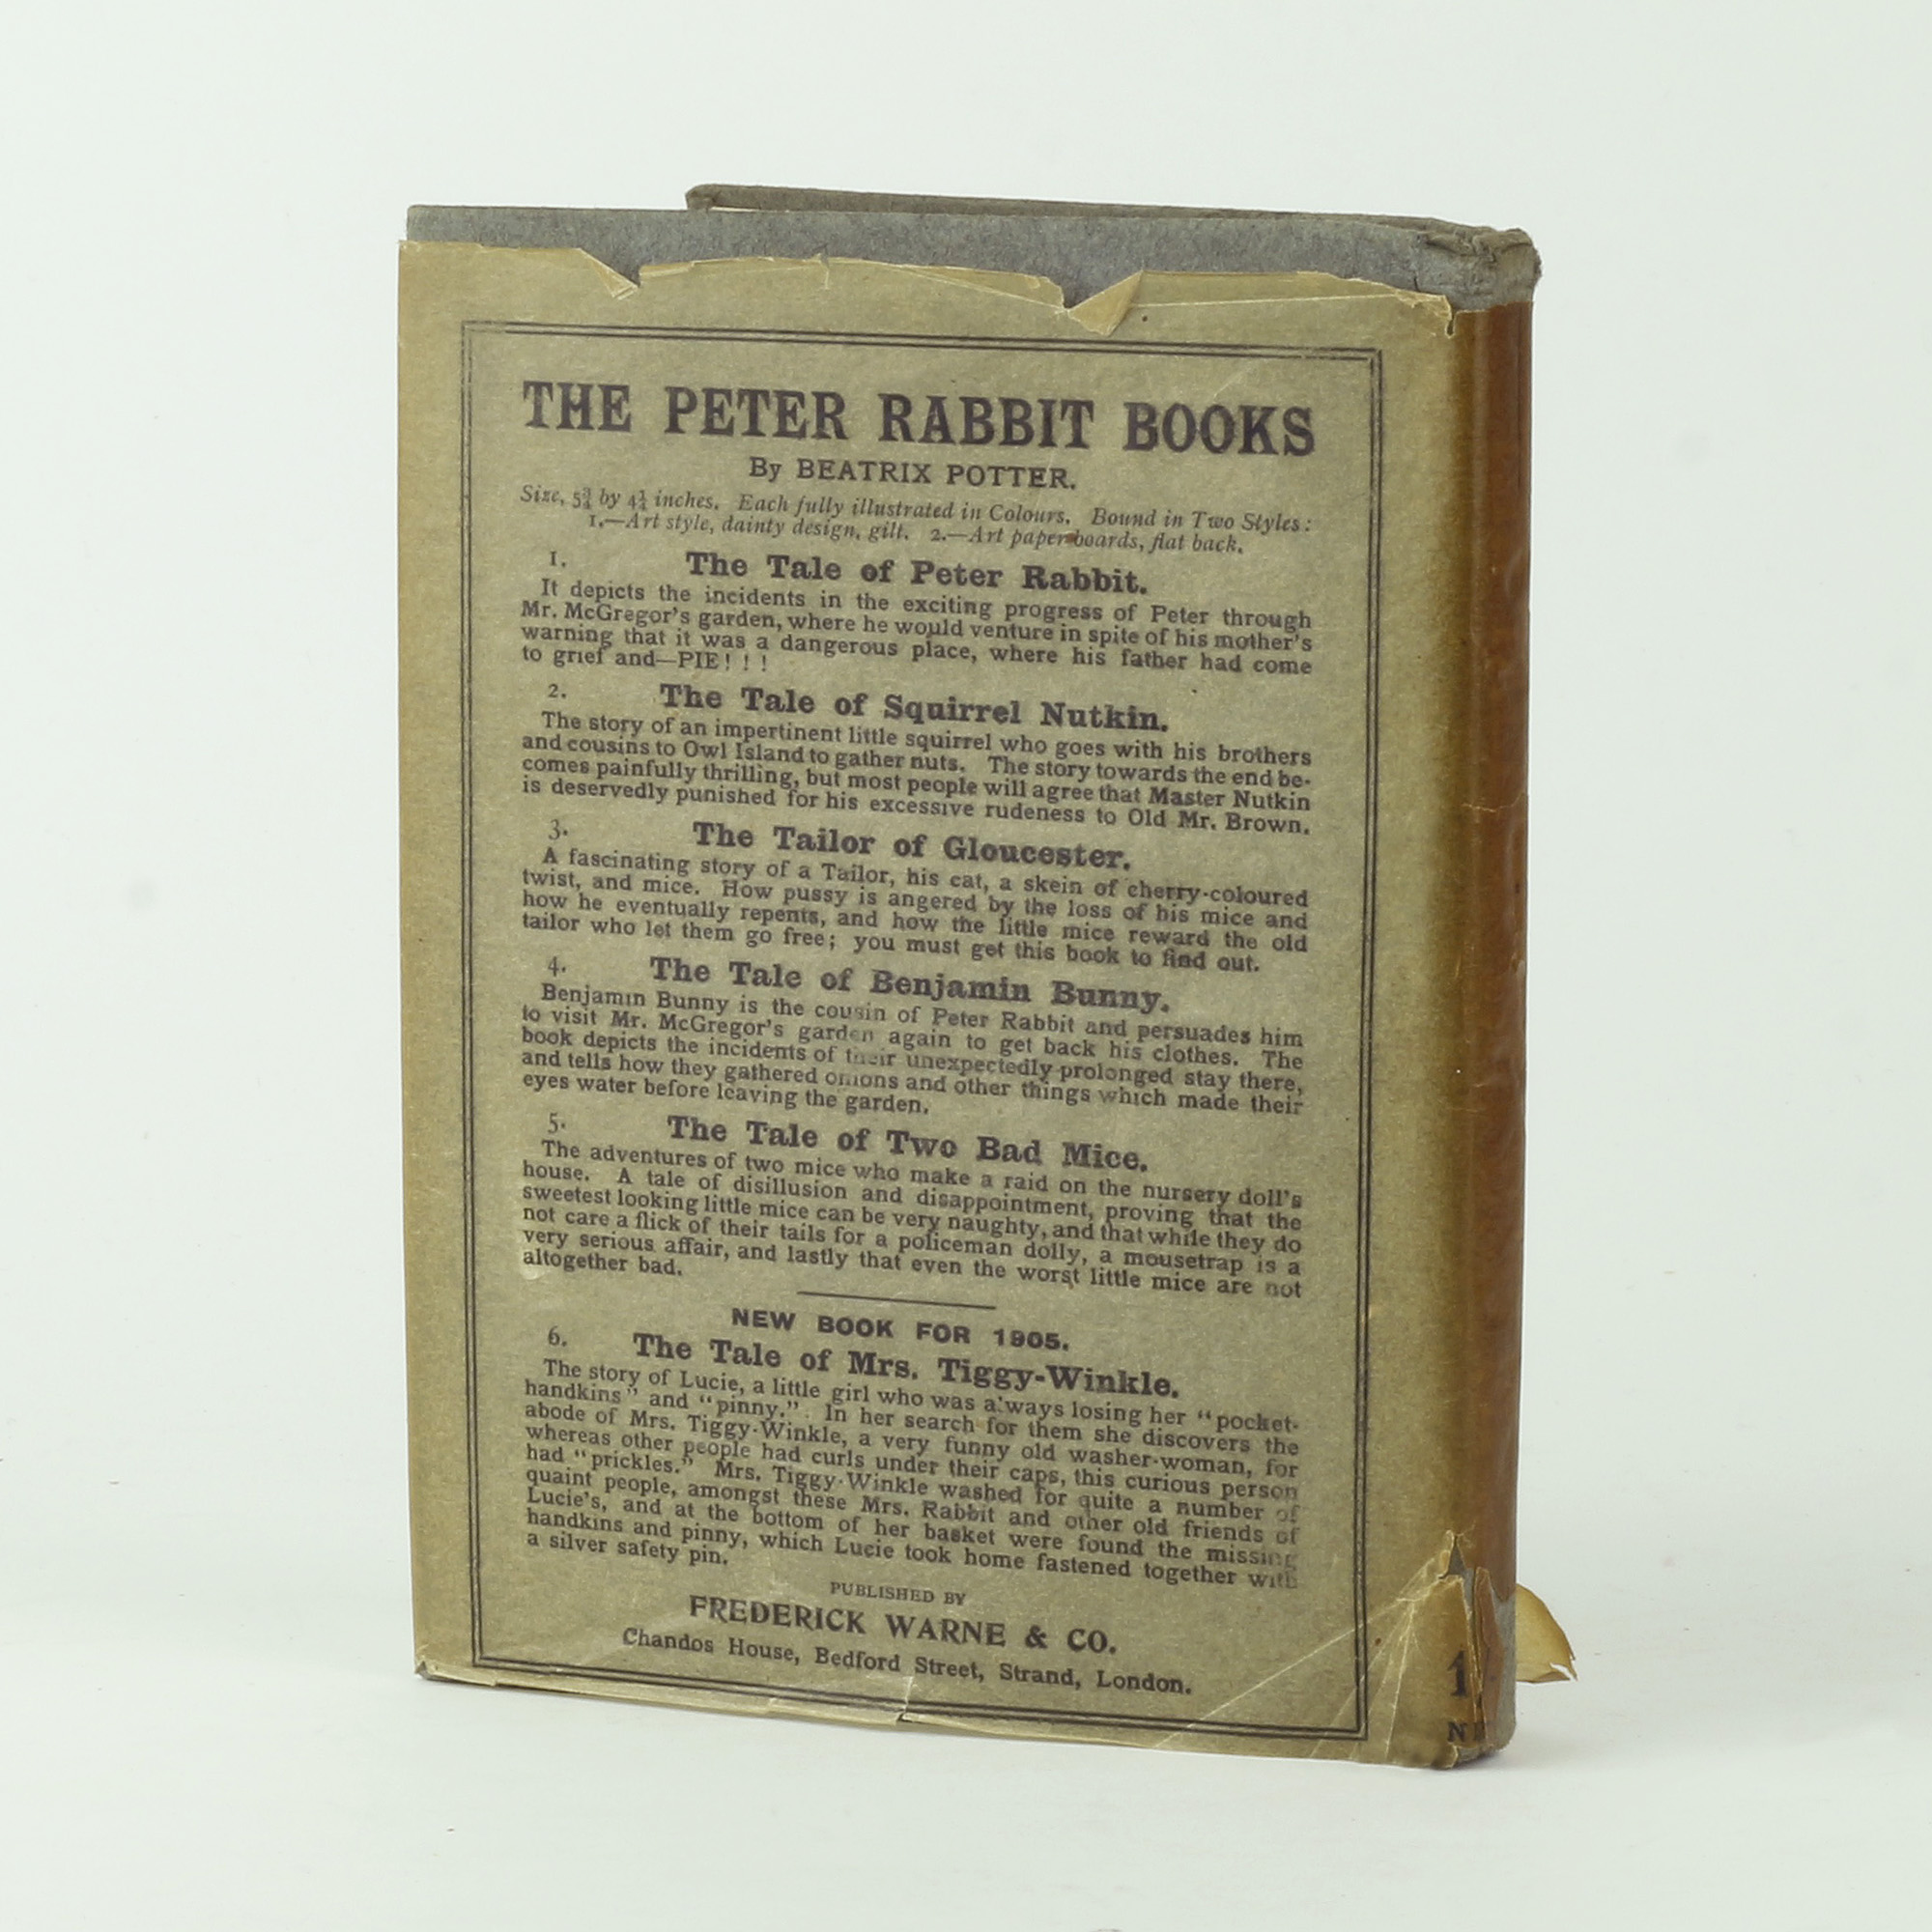 THE PETER RABBIT BOOKS
By BEATRIX POTTER.
Size, 5¾ by 4¼ inches. Each fully illustrated in Colours. Bound in Two Styles:
1.—Art style, dainty design, gilt. 2.—Art paper boards, flat back.
1. The Tale of Peter Rabbit.
It depicts the incidents in the exciting progress of Peter through
Mr. McGregor's garden, where he would venture in spite of his mother's
warning that it was a dangerous place, where his father had come
to grief and—PIE! ! !
2. The Tale of Squirrel Nutkin.
The story of an impertinent little squirrel who goes with his brothers
and cousins to Owl Island to gather nuts. The story towards the end be-
comes painfully thrilling, but most people will agree that Master Nutkin
is deservedly punished for his excessive rudeness to Old Mr. Brown.
3. The Tailor of Gloucester.
A fascinating story of a Tailor, his cat, a skein of cherry-coloured
twist, and mice. How pussy is angered by the loss of his mice and
how he eventually repents, and how the little mice reward the old
tailor who let them go free; you must get this book to find out.
4. The Tale of Benjamin Bunny.
Benjamin Bunny is the cousin of Peter Rabbit and persuades him
to visit Mr. McGregor's garden again to get back his clothes. The
book depicts the incidents of their unexpectedly prolonged stay there,
and tells how they gathered onions and other things which made their
eyes water before leaving the garden.
5. The Tale of Two Bad Mice.
The adventures of two mice who make a raid on the nursery doll's
house. A tale of disillusion and disappointment, proving that the
sweetest looking little mice can be very naughty, and that while they do
not care a flick of their tails for a policeman dolly, a mousetrap is a
very serious affair, and lastly that even the worst little mice are not
altogether bad.
NEW BOOK FOR 1905.
6. The Tale of Mrs. Tiggy-Winkle.
The story of Lucie, a little girl who was always losing her "pocket-
handkins" and "pinny." In her search for them she discovers the
abode of Mrs. Tiggy-Winkle, a very funny old washer-woman, for
whereas other people had curls under their caps, this curious person
had "prickles." Mrs. Tiggy-Winkle washed for quite a number of
quaint people, amongst these Mrs. Rabbit and other old friends of
Lucie's, and at the bottom of her basket were found the missing
handkins and pinny, which Lucie took home fastened together with
a silver safety pin.
PUBLISHED BY
FREDERICK WARNE & CO.
Chandos House, Bedford Street, Strand, London.